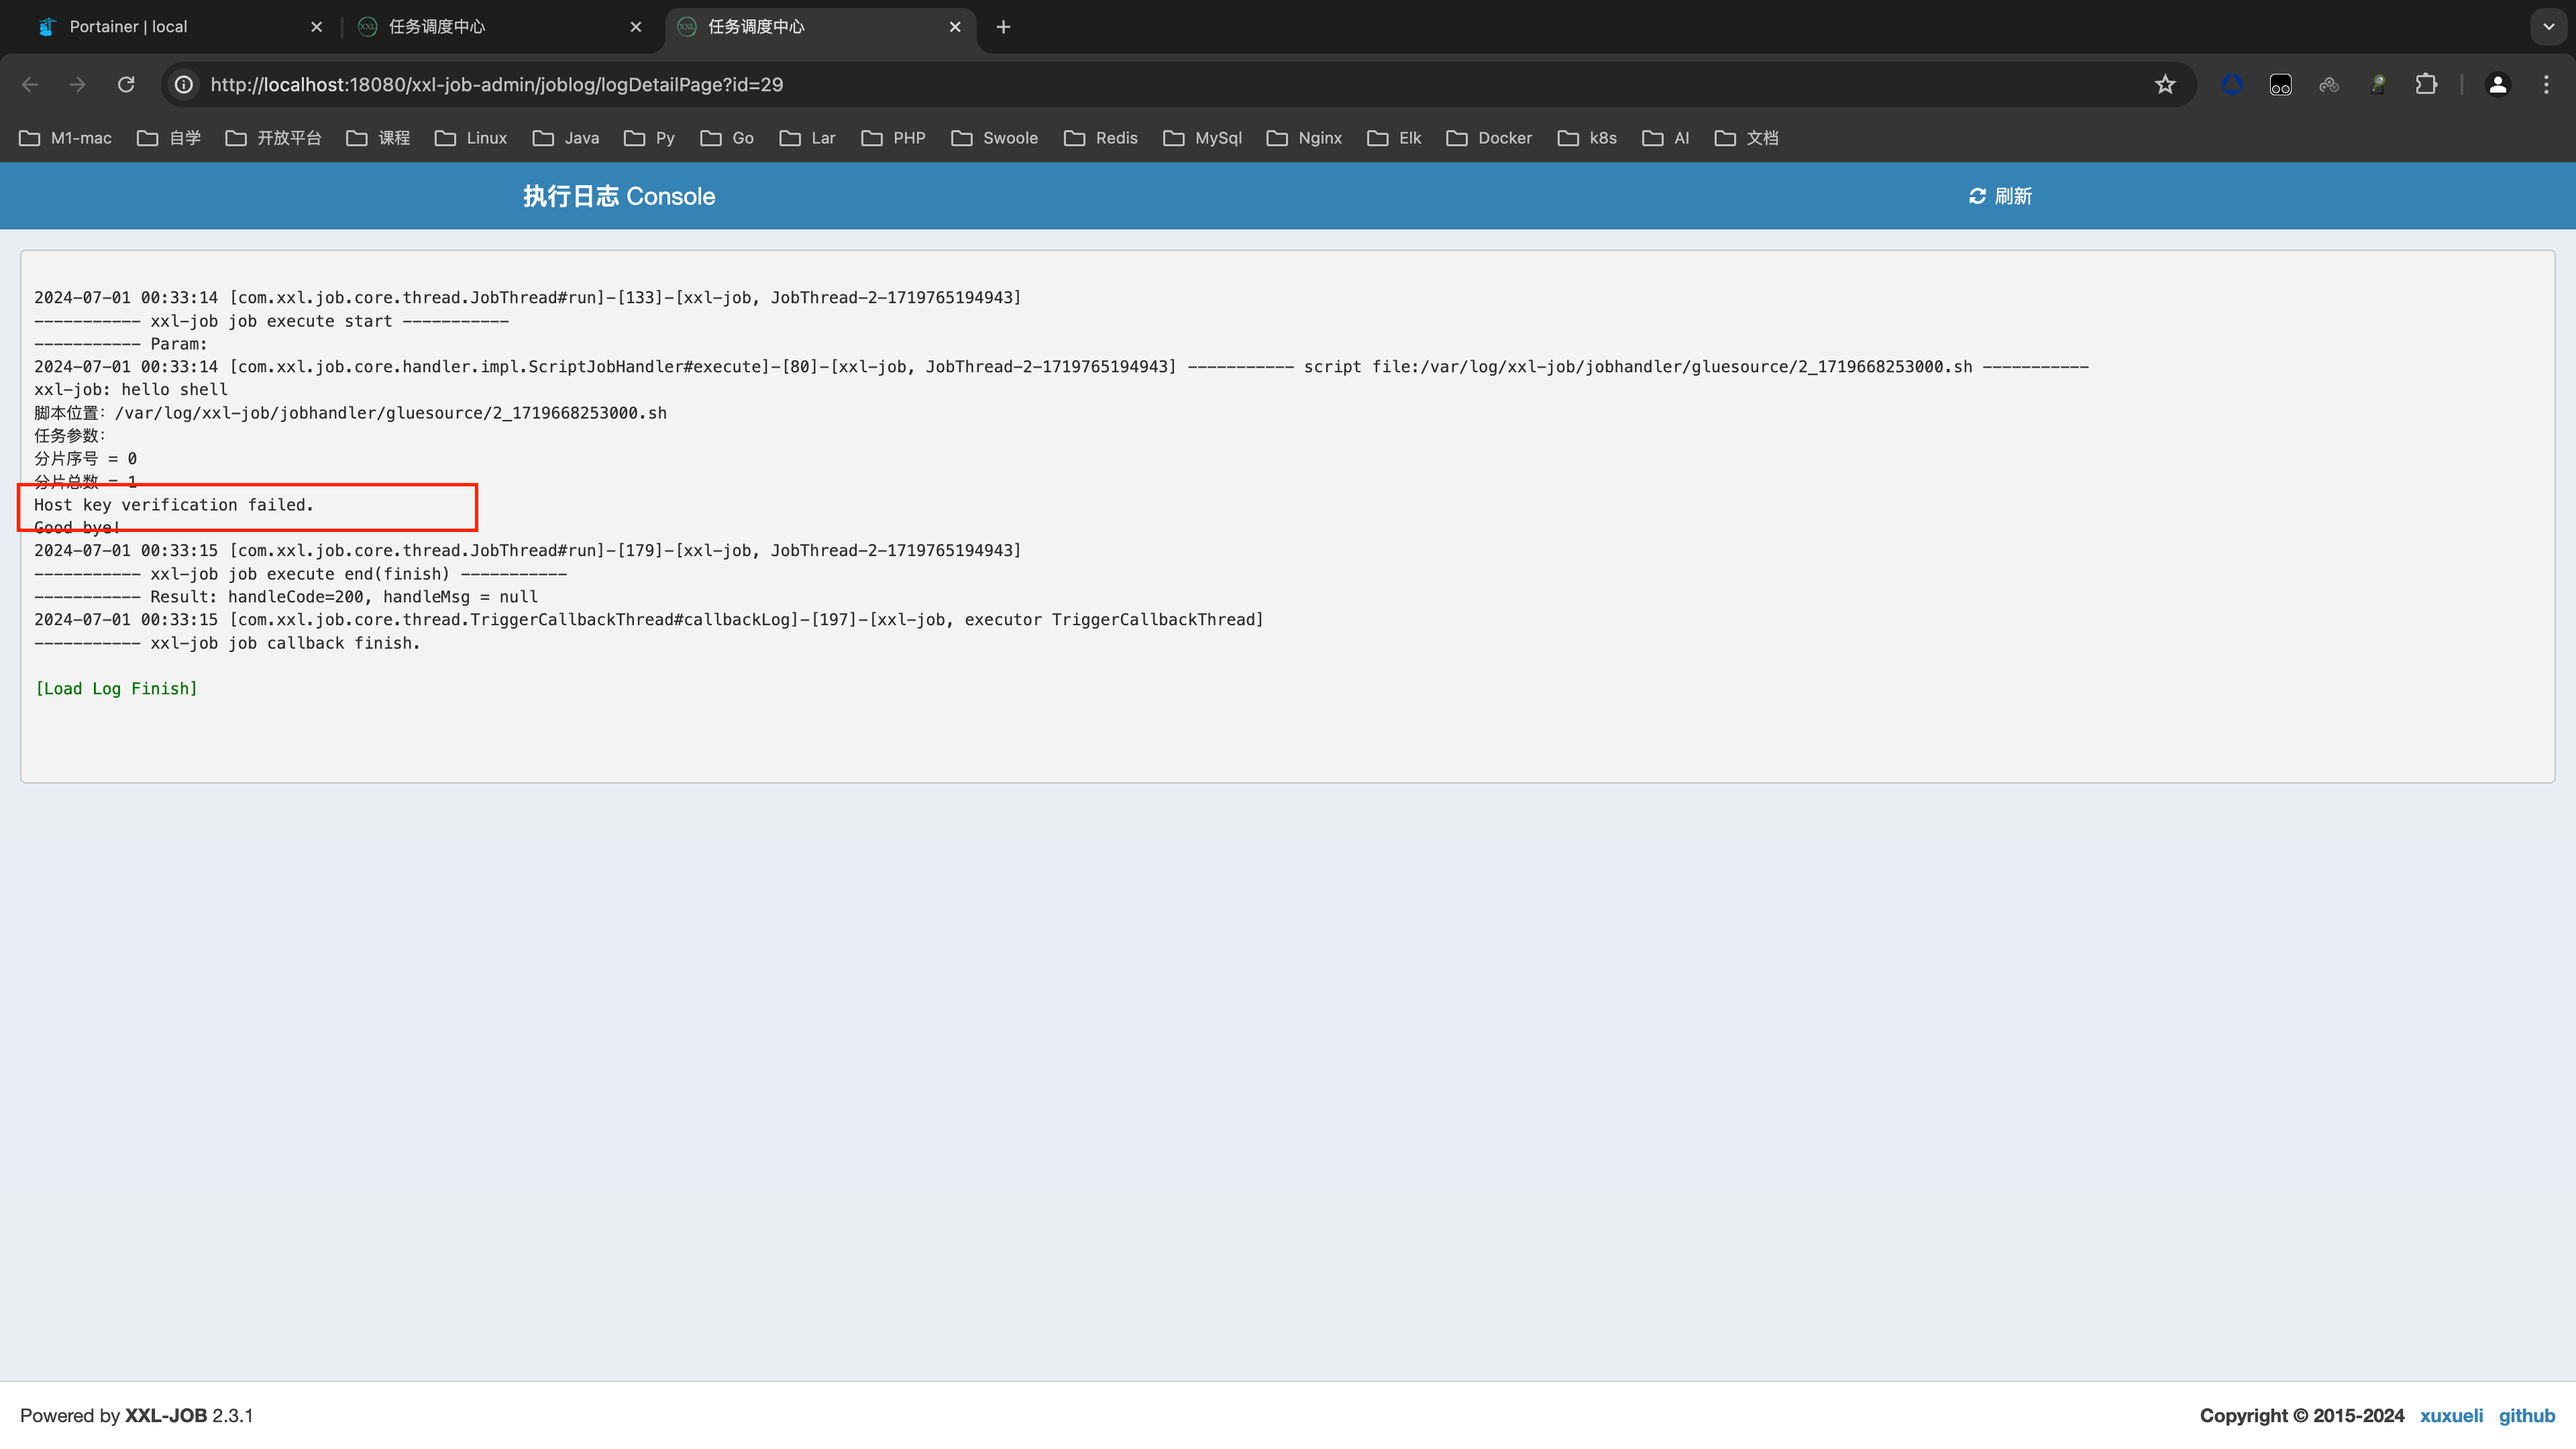 Portainer | local
任务调度中心
任务调度中心
http://localhost:18080/xxl-job-admin/joblog/logDetailPage?id=29
M1-mac 自学 开放平台 课程 Linux Java Py Go Lar PHP Swoole Redis MySql Nginx Elk Docker k8s AI 文档
执行日志 Console 刷新
2024-07-01 00:33:14 [com.xxl.job.core.thread.JobThread#run]-[133]-[xxl-job, JobThread-2-1719765194943]
----------- xxl-job job execute start -----------
----------- Param:
2024-07-01 00:33:14 [com.xxl.job.core.handler.impl.ScriptJobHandler#execute]-[80]-[xxl-job, JobThread-2-1719765194943] ----------- script file:/var/log/xxl-job/jobhandler/gluesource/2_1719668253000.sh -----------
xxl-job: hello shell
脚本位置：/var/log/xxl-job/jobhandler/gluesource/2_1719668253000.sh
任务参数：
分片序号 = 0
分片总数 = 1
Host key verification failed.
Good bye!
2024-07-01 00:33:15 [com.xxl.job.core.thread.JobThread#run]-[179]-[xxl-job, JobThread-2-1719765194943]
----------- xxl-job job execute end(finish) -----------
----------- Result: handleCode=200, handleMsg = null
2024-07-01 00:33:15 [com.xxl.job.core.thread.TriggerCallbackThread#callbackLog]-[197]-[xxl-job, executor TriggerCallbackThread]
----------- xxl-job job callback finish.
[Load Log Finish]
Powered by XXL-JOB 2.3.1
Copyright © 2015-2024 xuxueli github